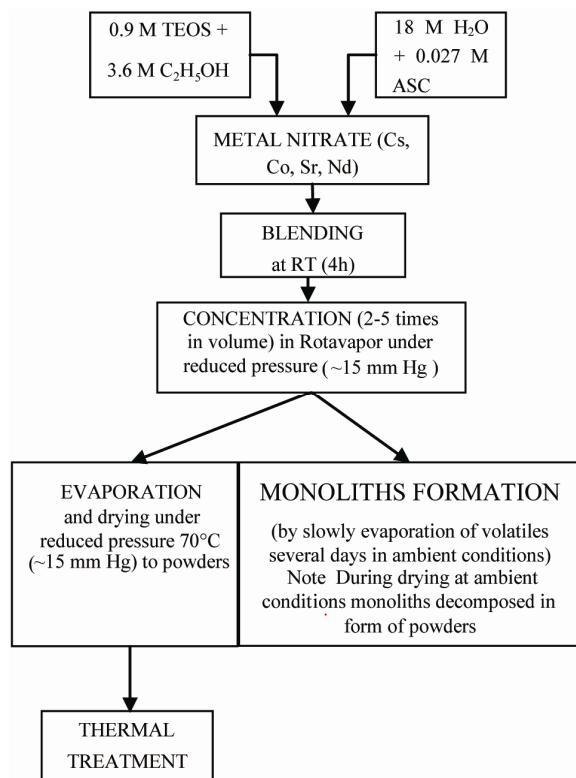 0.9 M TEOS +
3.6 M C₂H₅OH
18 M H₂O
+ 0.027 M
ASC
METAL NITRATE (Cs,
Co, Sr, Nd)
BLENDING
at RT (4h)
CONCENTRATION (2-5 times
in volume) in Rotavapor under
reduced pressure (~15 mm Hg )
EVAPORATION
and drying under
reduced pressure 70°C
(~15 mm Hg) to powders
MONOLITHS FORMATION
(by slowly evaporation of volatiles
several days in ambient conditions)
Note During drying at ambient
conditions monoliths decomposed in
form of powders
THERMAL
TREATMENT